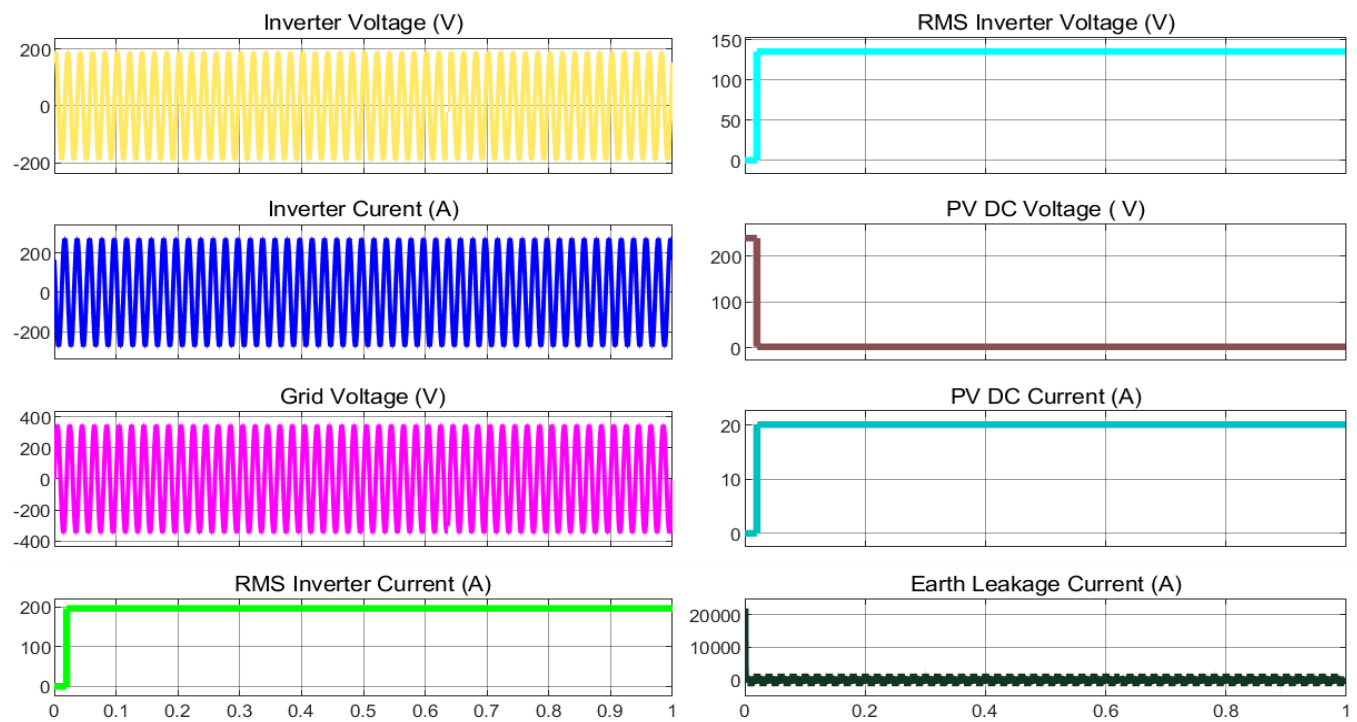 Inverter Voltage (V)
200
0
-200
Inverter Curent (A)
200
0
-200
Grid Voltage (V)
400
200
0
-200
-400
RMS Inverter Current (A)
200
100
0
0 0.1 0.2 0.3 0.4 0.5 0.6 0.7 0.8 0.9 1
RMS Inverter Voltage (V)
150
100
50
0
PV DC Voltage ( V)
200
100
0
PV DC Current (A)
20
10
0
Earth Leakage Current (A)
20000
10000
0
0 0.2 0.4 0.6 0.8 1